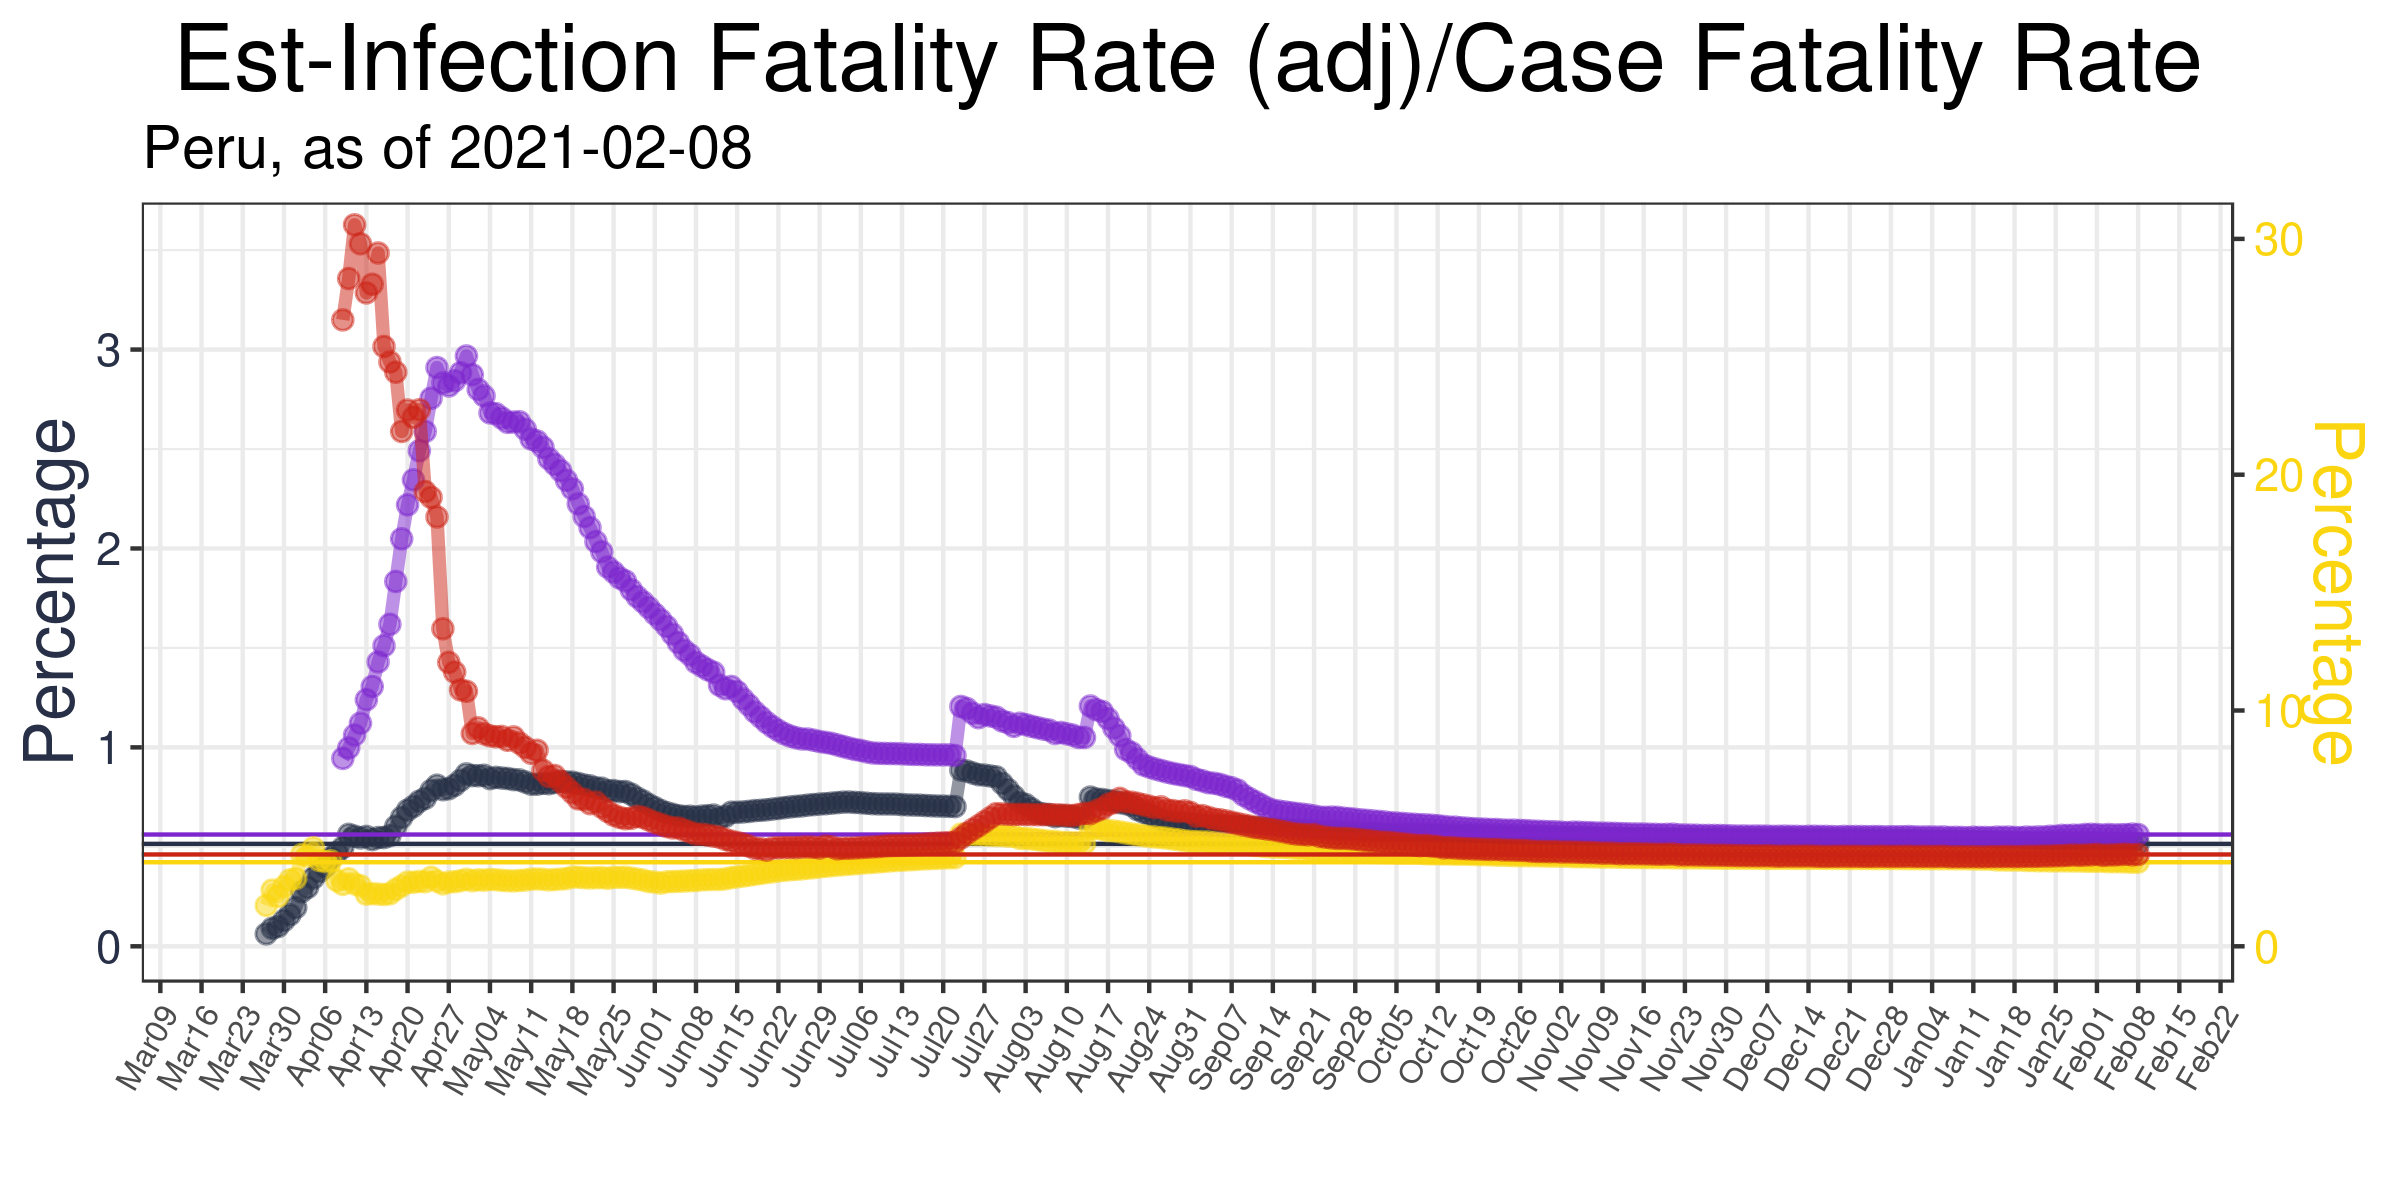 Est-Infection Fatality Rate (adj)/Case Fatality Rate
Peru, as of 2021-02-08
Percentage
3
2
1
0
30
20
10
0
Percentage
Mar09
Mar16
Mar23
Mar30
Apr06
Apr13
Apr20
Apr27
May04
May11
May18
May25
Jun01
Jun08
Jun15
Jun22
Jun29
Jul06
Jul13
Jul20
Jul27
Aug03
Aug10
Aug17
Aug24
Aug31
Sep07
Sep14
Sep21
Sep28
Oct05
Oct12
Oct19
Oct26
Nov02
Nov09
Nov16
Nov23
Nov30
Dec07
Dec14
Dec21
Dec28
Jan04
Jan11
Jan18
Jan25
Feb01
Feb08
Feb15
Feb22